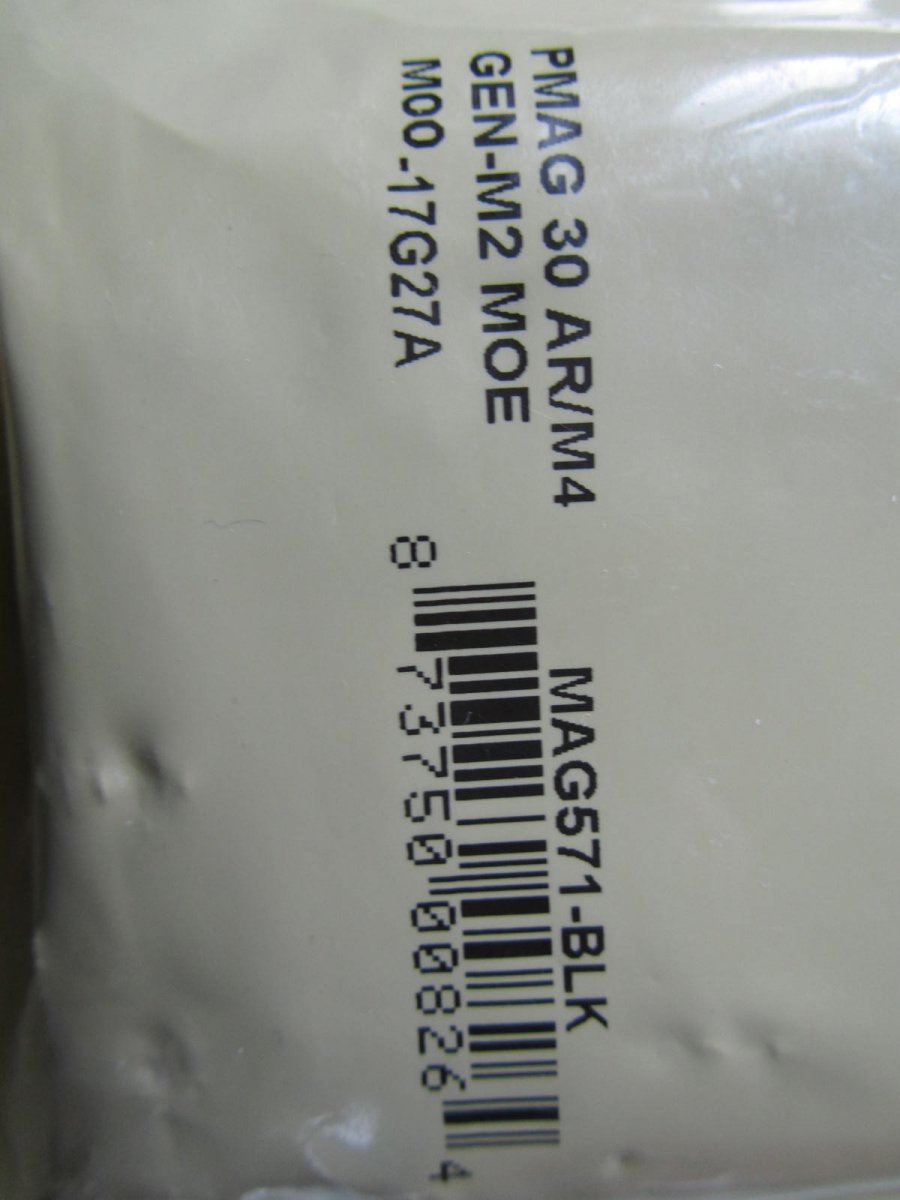 PMAG 30 AR/M4
GEN-M2 MOE
M00-17G27A
MAG571-BLK
8 73750 00826 4